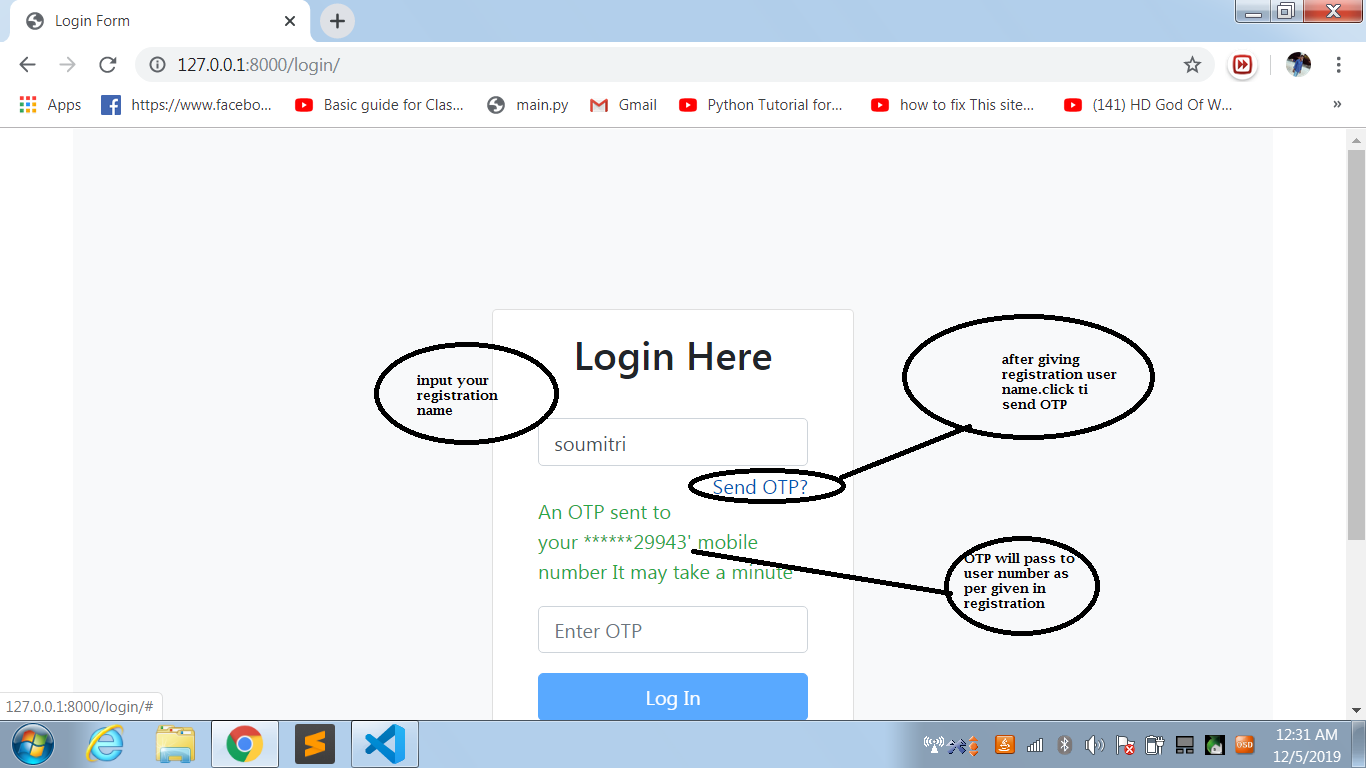 Login Form
127.0.0.1:8000/login/
Apps
https://www.facebo...
Basic guide for Clas...
main.py
Gmail
Python Tutorial for...
how to fix This site...
(141) HD God Of W...
»
Login Here
input your
registration
name
after giving
registration user
name.click ti
send OTP
soumitri
Send OTP?
An OTP sent to
your ******29943' mobile
number It may take a minute
OTP will pass to
user number as
per given in
registration
Enter OTP
Log In
127.0.0.1:8000/login/#
OSD
12:31 AM
12/5/2019